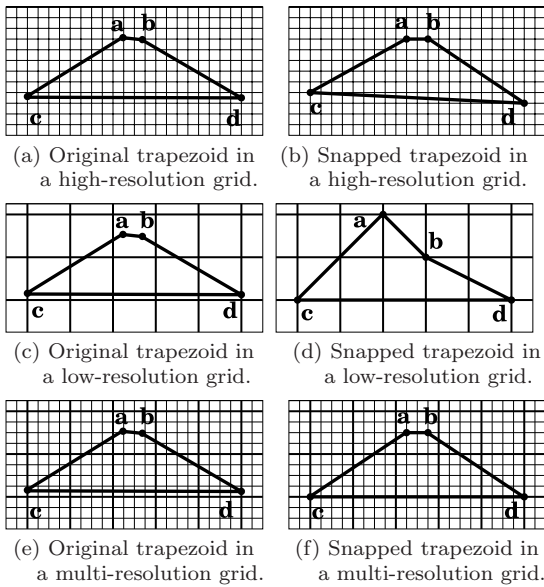 a b
c d
a b
c d
(a) Original trapezoid in
a high-resolution grid.
(b) Snapped trapezoid in
a high-resolution grid.
a b
c d
a
b
c d
(c) Original trapezoid in
a low-resolution grid.
(d) Snapped trapezoid in
a low-resolution grid.
a b
c d
a b
c d
(e) Original trapezoid in
a multi-resolution grid.
(f) Snapped trapezoid in
a multi-resolution grid.